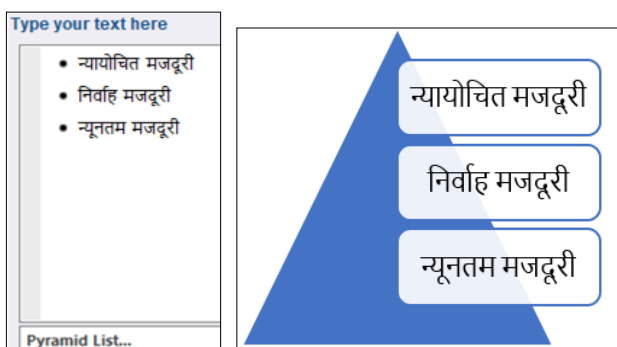 Type your text here
• न्यायोचित मजदूरी
• निर्वाह मजदूरी
• न्यूनतम मजदूरी
Pyramid List...
न्यायोचित मजदूरी
निर्वाह मजदूरी
न्यूनतम मजदूरी